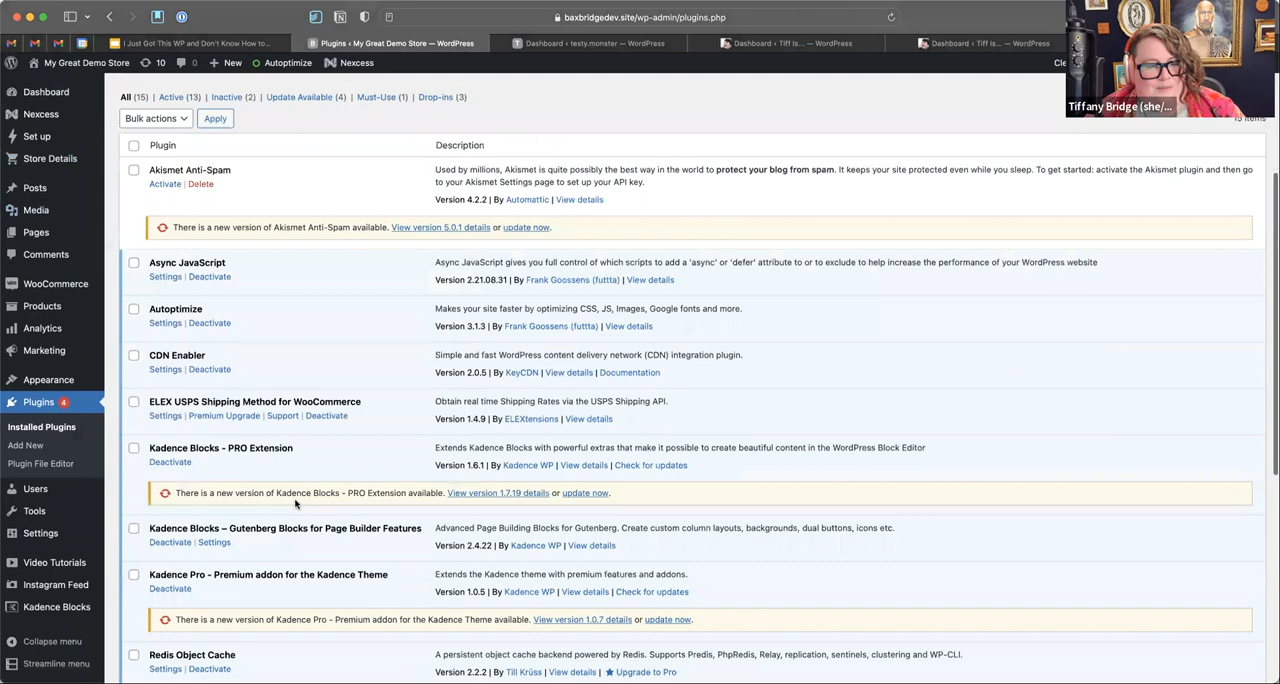 baxbridgedev.site/wp-admin/plugins.php
I Just Got This WP and Don't Know How to...
Plugins ‹ My Great Demo Store — WordPress
Dashboard ‹ testy.monster — WordPress
Dashboard ‹ Tiff Is... — WordPress
Dashboard ‹ Tiff Is... — WordPress
My Great Demo Store
10
+ New
Autoptimize
Nexcess
Tiffany Bridge (she/...
Dashboard
Nexcess
Set up
Store Details
Posts
Media
Pages
Comments
WooCommerce
Products
Analytics
Marketing
Appearance
Plugins 4
Installed Plugins
Add New
Plugin File Editor
Users
Tools
Settings
Video Tutorials
Instagram Feed
Kadence Blocks
Collapse menu
Streamline menu
All (15) | Active (13) | Inactive (2) | Update Available (4) | Must-Use (1) | Drop-ins (3)
Bulk actions
Apply
15 items
Plugin
Description
Akismet Anti-Spam
Activate | Delete
Used by millions, Akismet is quite possibly the best way in the world to protect your blog from spam. It keeps your site protected even while you sleep. To get started: activate the Akismet plugin and then go
to your Akismet Settings page to set up your API key.
Version 4.2.2 | By Automattic | View details
There is a new version of Akismet Anti-Spam available. View version 5.0.1 details or update now.
Async JavaScript
Settings | Deactivate
Async JavaScript gives you full control of which scripts to add a 'async' or 'defer' attribute to or to exclude to help increase the performance of your WordPress website
Version 2.21.08.31 | By Frank Goossens (futtta) | View details
Autoptimize
Settings | Deactivate
Makes your site faster by optimizing CSS, JS, Images, Google fonts and more.
Version 3.1.3 | By Frank Goossens (futtta) | View details
CDN Enabler
Settings | Deactivate
Simple and fast WordPress content delivery network (CDN) integration plugin.
Version 2.0.5 | By KeyCDN | View details | Documentation
ELEX USPS Shipping Method for WooCommerce
Settings | Premium Upgrade | Support | Deactivate
Obtain real time Shipping Rates via the USPS Shipping API.
Version 1.4.9 | By ELEXtensions | View details
Kadence Blocks - PRO Extension
Deactivate
Extends Kadence Blocks with powerful extras that make it possible to create beautiful content in the WordPress Block Editor
Version 1.6.1 | By Kadence WP | View details | Check for updates
There is a new version of Kadence Blocks - PRO Extension available. View version 1.7.19 details or update now.
Kadence Blocks – Gutenberg Blocks for Page Builder Features
Deactivate | Settings
Advanced Page Building Blocks for Gutenberg. Create custom column layouts, backgrounds, dual buttons, icons etc.
Version 2.4.22 | By Kadence WP | View details
Kadence Pro - Premium addon for the Kadence Theme
Deactivate
Extends the Kadence theme with premium features and addons.
Version 1.0.5 | By Kadence WP | View details | Check for updates
There is a new version of Kadence Pro - Premium addon for the Kadence Theme available. View version 1.0.7 details or update now.
Redis Object Cache
Settings | Deactivate
A persistent object cache backend powered by Redis. Supports Predis, PhpRedis, Relay, replication, sentinels, clustering and WP-CLI.
Version 2.2.2 | By Till Krüss | View details | ★ Upgrade to Pro